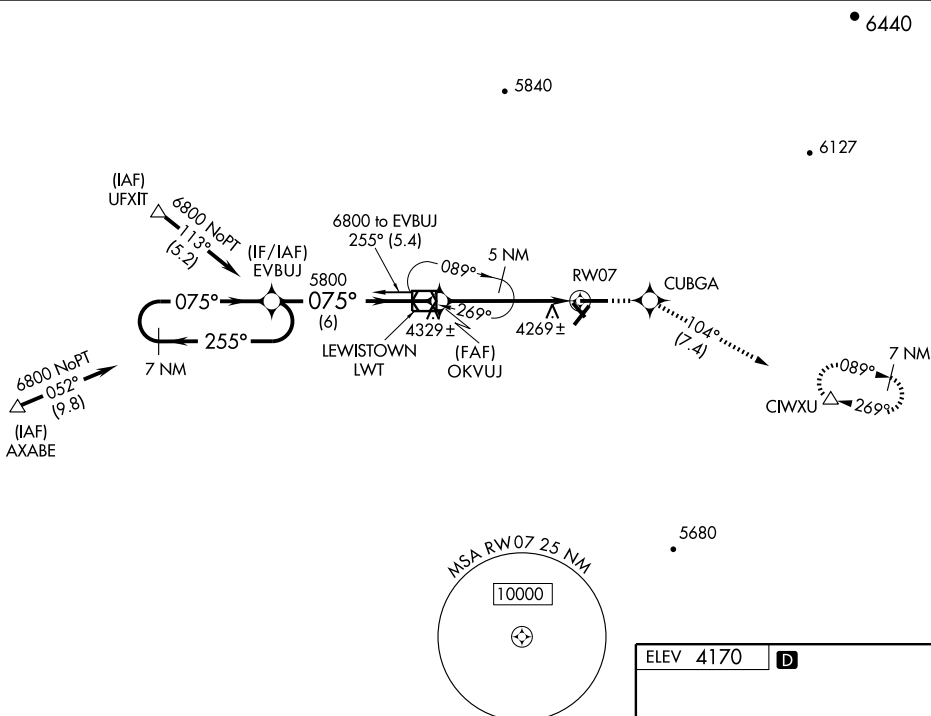 6440
5840
6127
(IAF)
UFXIT
6800 NoPT
113°
(5.2)
(IF/IAF)
EVBUJ
6800 to EVBUJ
255° (5.4)
5 NM
089°
269°
RW07
CUBGA
5800
075°
(6)
075°
255°
7 NM
LEWISTOWN
LWT
4329±
(FAF)
OKVUJ
4269±
104°
(7.4)
7 NM
089°
269°
CIWXU
6800 NoPT
052°
(9.8)
(IAF)
AXABE
5680
MSA RW07 25 NM
10000
ELEV 4170 D